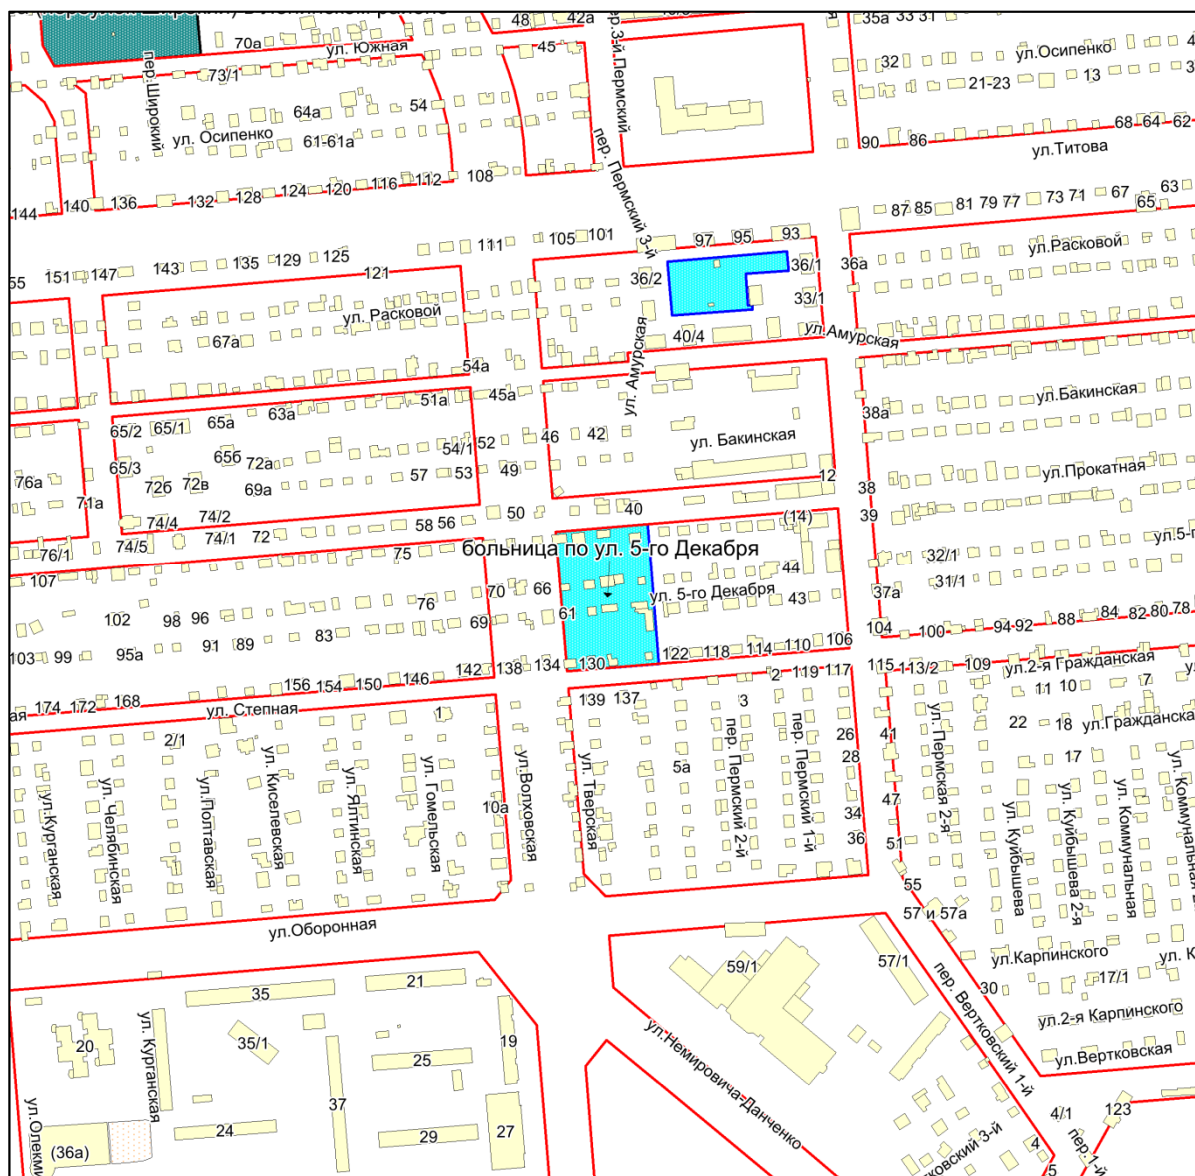 48
42а
35а 33 31
70а
ул. Южная
45
пер. Широкий
пер.3-й Пермский
ул.Осипенко
32
21-23
13
73/1
64а
54
ул. Осипенко
61-61а
пер. Пермский 3-й
90
86
68 64 62
ул.Титова
144
140
136
132
128
124
120
116
112
108
87 85
81 79 77
73 71
67
65
63
55
151
147
143
135
129
125
121
111
105
101
97
95
93
36/2
36/1
33/1
36а
ул.Расковой
ул. Расковой
67а
40/4
ул.Амурская
ул. Амурская
54а
51а
45а
38а
ул.Бакинская
65/2
65/1
65а
63а
65б
72а
54/1
52
46
42
ул. Бакинская
65/3
72б
72в
69а
57
53
49
12
ул.Прокатная
38
76а
71а
74/4
74/2
58 56
50
40
(14)
39
76/1
74/5
74/1
72
75
больница по ул. 5-го Декабря
32/1
31/1
107
70
66
44
ул. 5-го Декабря
43
37а
102
98
96
76
61
69
91
89
83
103
99
95а
104
100
94-92
88
84
82 80 78
142
138
134
130
122
118
114
110
106
174
172
168
156
154
150
146
ул. Степная
139
137
2
119
117
115
113/2
109
ул.2-я Гражданская
11
10
7
2/1
1
3
22
18
17
26
28
41
5а
10а
34
36
47
51
ул.Курганская
ул. Челябинская
ул.Полтавская
ул. Киселевская
ул. Ялтинская
ул. Гомельская
ул.Волховская
ул. Тверская
пер. Пермский 2-й
пер. Пермский 1-й
ул. Пермская 2-я
ул. Куйбышева
ул. Куйбышева 2-я
ул. Коммунальная
55
57 и 57а
ул.Оборонная
59/1
57/1
ул.Карпинского
30
17/1
ул.2-я Карпинского
ул.Вертковская
пер. Вертковский 1-й
35
21
20
ул. Курганская
35/1
25
19
37
24
29
27
(36а)
ул.Немировича-Данченко
4/1
123
4
5